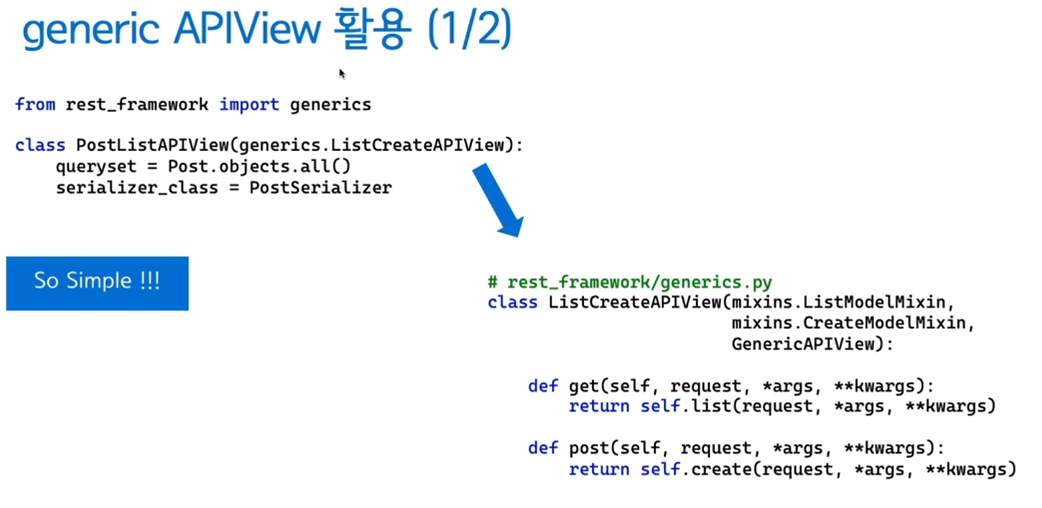 generic APIView 활용 (1/2)
from rest_framework import generics
class PostListAPIView(generics.ListCreateAPIView):
    queryset = Post.objects.all()
    serializer_class = PostSerializer
So Simple !!!
# rest_framework/generics.py
class ListCreateAPIView(mixins.ListModelMixin,
                        mixins.CreateModelMixin,
                        GenericAPIView):
    def get(self, request, *args, **kwargs):
        return self.list(request, *args, **kwargs)
    def post(self, request, *args, **kwargs):
        return self.create(request, *args, **kwargs)